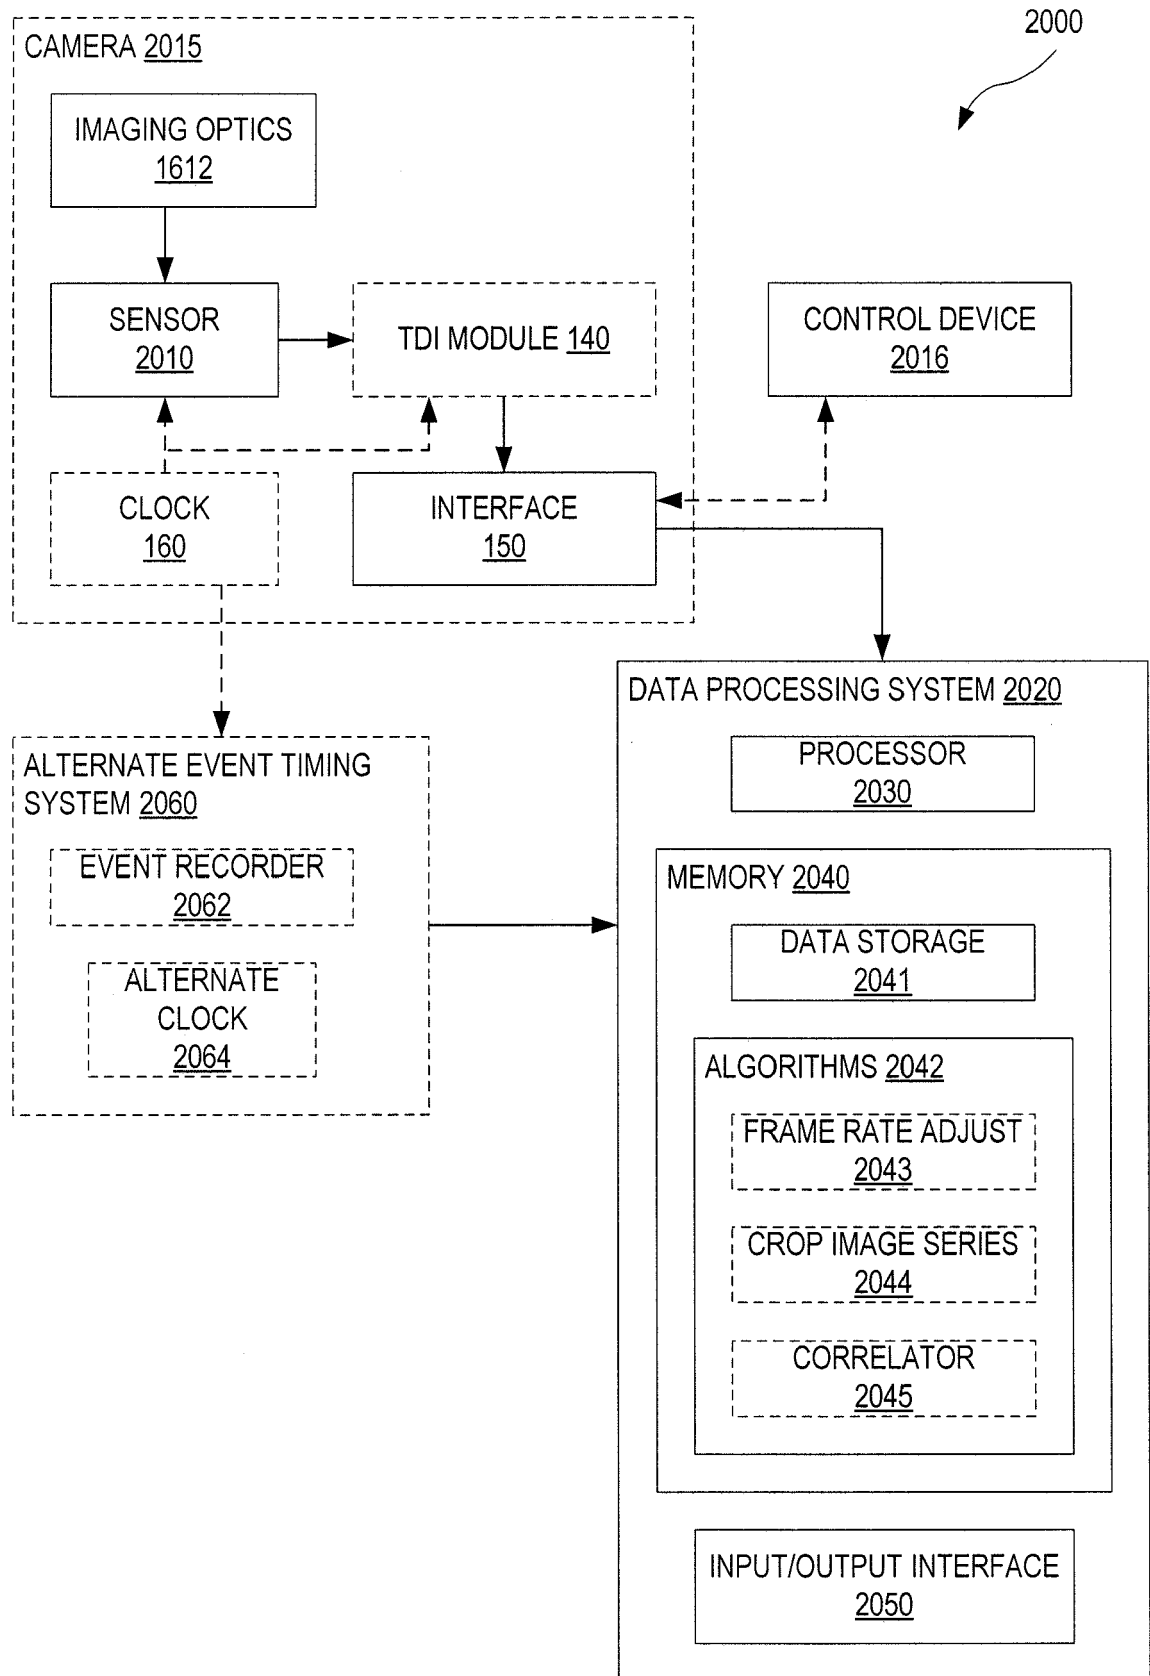 2000
CAMERA 2015
IMAGING OPTICS
1612
SENSOR
2010
TDI MODULE 140
CONTROL DEVICE
2016
CLOCK
160
INTERFACE
150
DATA PROCESSING SYSTEM 2020
PROCESSOR
2030
ALTERNATE EVENT TIMING
SYSTEM 2060
EVENT RECORDER
2062
ALTERNATE
CLOCK
2064
MEMORY 2040
DATA STORAGE
2041
ALGORITHMS 2042
FRAME RATE ADJUST
2043
CROP IMAGE SERIES
2044
CORRELATOR
2045
INPUT/OUTPUT INTERFACE
2050